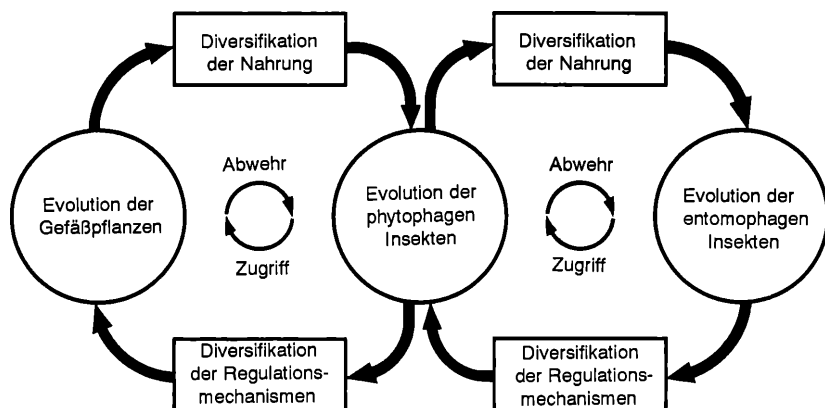 Diversifikation
der Nahrung
Diversifikation
der Nahrung
Evolution der
Gefäßpflanzen
Abwehr
Zugriff
Evolution der
phytophagen
Insekten
Abwehr
Zugriff
Evolution der
entomophagen
Insekten
Diversifikation
der Regulations-
mechanismen
Diversifikation
der Regulations-
mechanismen